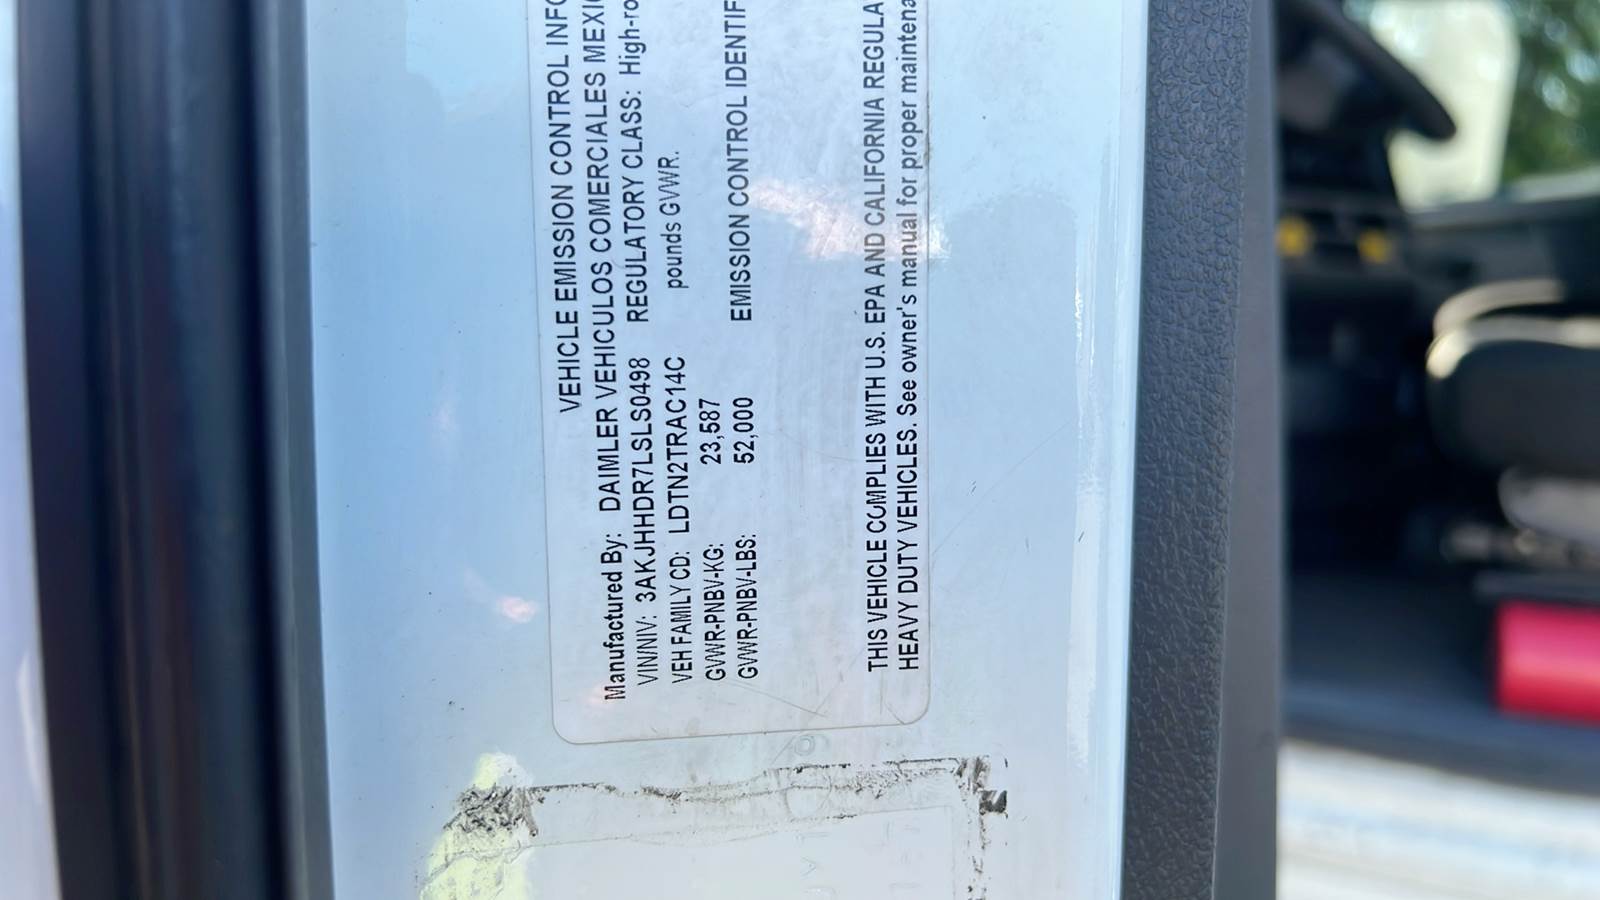 VEHICLE EMISSION CONTROL
Manufactured By: DAIMLER VEHICULOS COMERCIALES
VIN/NIV: 3AKJHHDR7LSLS0498 REGULATORY CLASS: High-ro
VEH FAMILY CD: LDTN2TRAC14C pounds GVWR.
GVWR-PNBV-KG: 23,587
GVWR-PNBV-LBS: 52,000 EMISSION CONTROL IDENTIF
THIS VEHICLE COMPLIES WITH U.S. EPA AND CALIFORNIA REGULA
HEAVY DUTY VEHICLES. See owner's manual for proper maintena